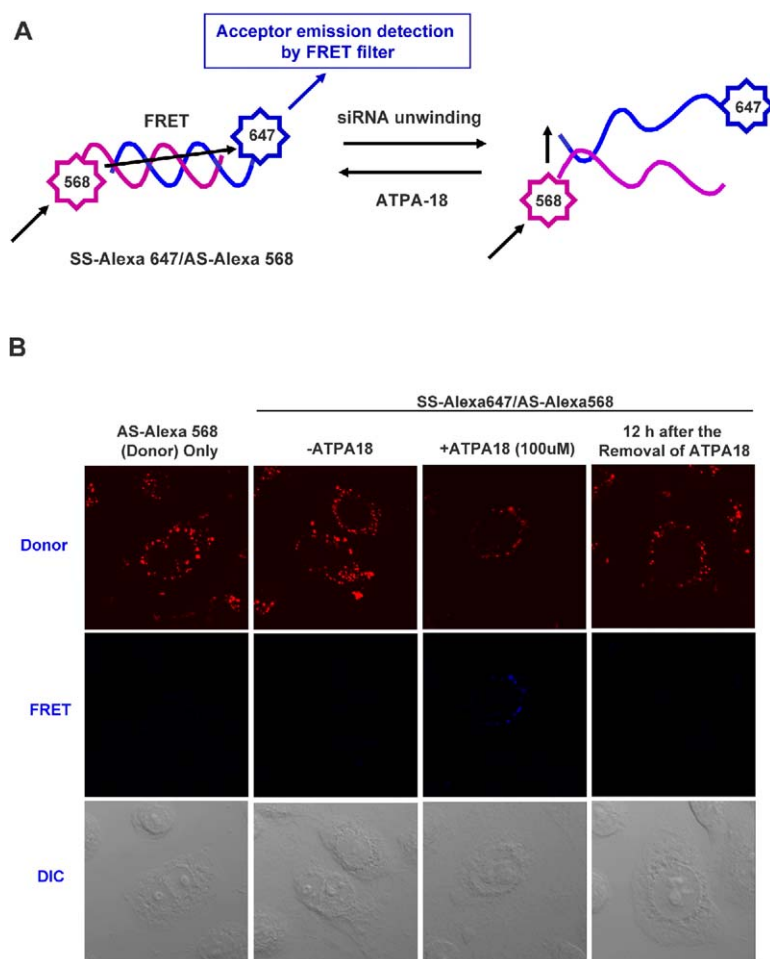 A
Acceptor emission detection
by FRET filter
FRET
647
568
SS-Alexa 647/AS-Alexa 568
siRNA unwinding
ATPA-18
647
568
B
SS-Alexa647/AS-Alexa568
AS-Alexa 568
(Donor) Only
-ATPA18
+ATPA18 (100uM)
12 h after the
Removal of ATPA18
Donor
FRET
DIC